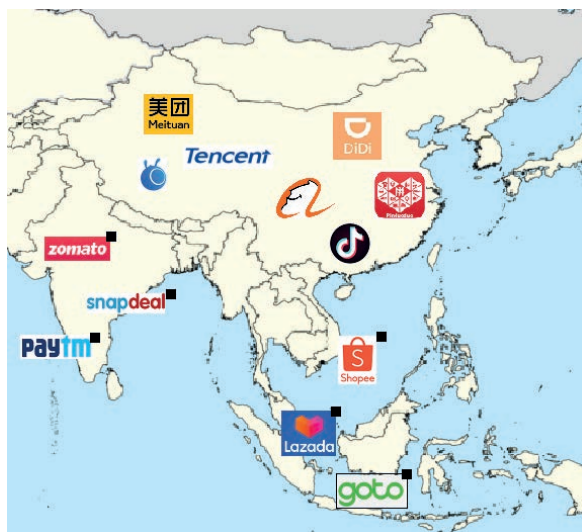 美团
Meituan
DiDi
Tencent
Pinduoduo
zomato
snapdeal
paytm
S
Shopee
Lazada
goto